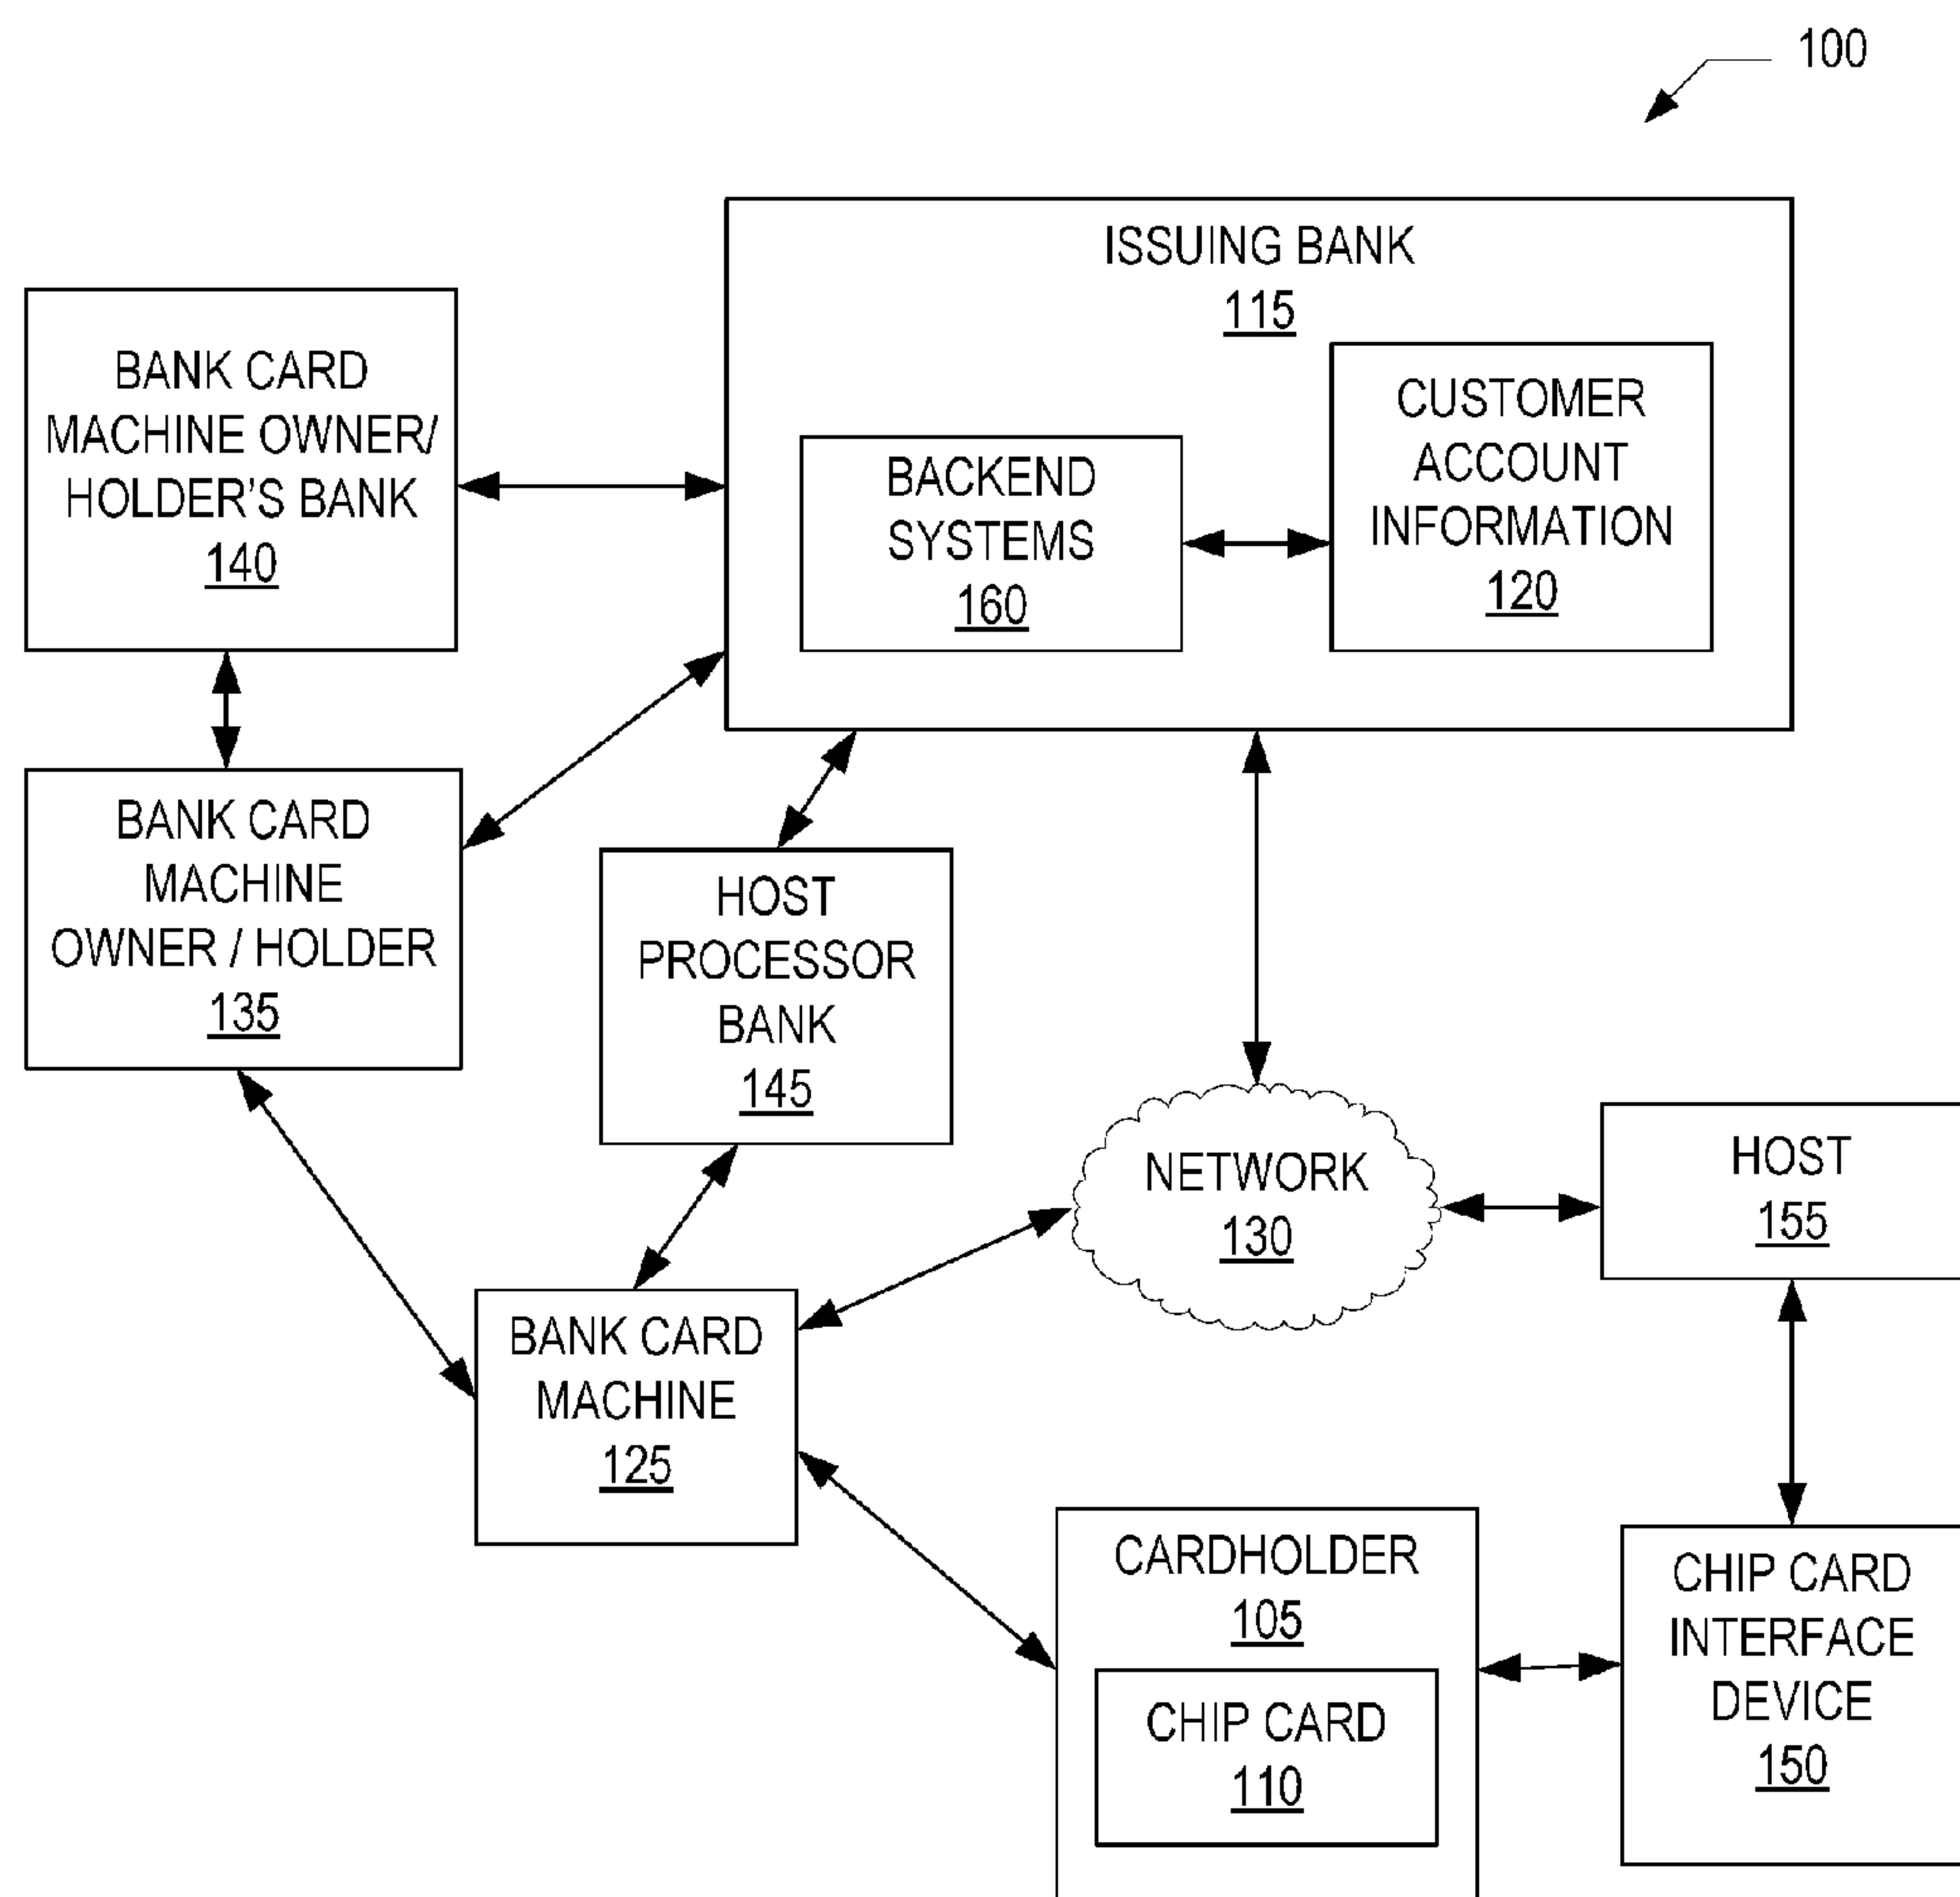 100
ISSUING BANK
115
BANK CARD
MACHINE OWNER/
HOLDER'S BANK
140
BACKEND
SYSTEMS
160
CUSTOMER
ACCOUNT
INFORMATION
120
BANK CARD
MACHINE
OWNER / HOLDER
135
HOST
PROCESSOR
BANK
145
NETWORK
130
HOST
155
BANK CARD
MACHINE
125
CARDHOLDER
105
CHIP CARD
110
CHIP CARD
INTERFACE
DEVICE
150